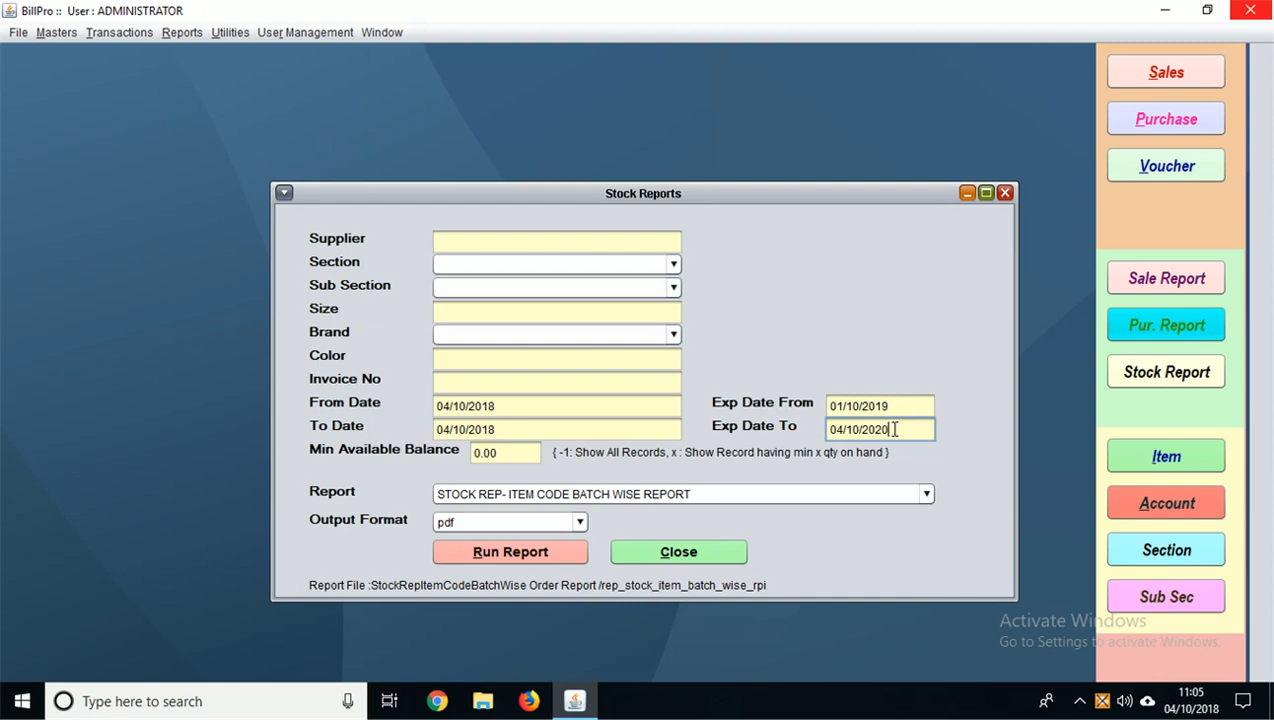 BillPro :: User : ADMINISTRATOR
File Masters Transactions Reports Utilities User Management Window
Sales
Purchase
Voucher
Sale Report
Pur. Report
Stock Report
Item
Account
Section
Sub Sec
Stock Reports
Supplier
Section
Sub Section
Size
Brand
Color
Invoice No
From Date 04/10/2018 Exp Date From 01/10/2019
To Date 04/10/2018 Exp Date To 04/10/2020
Min Available Balance 0.00 { -1: Show All Records, x : Show Record having min x qty on hand }
Report STOCK REP- ITEM CODE BATCH WISE REPORT
Output Format pdf
Run Report Close
Report File :StockRepItemCodeBatchWise Order Report /rep_stock_item_batch_wise_rpi
Activate Windows
Go to Settings to activate Windows.
Type here to search
11:05
04/10/2018